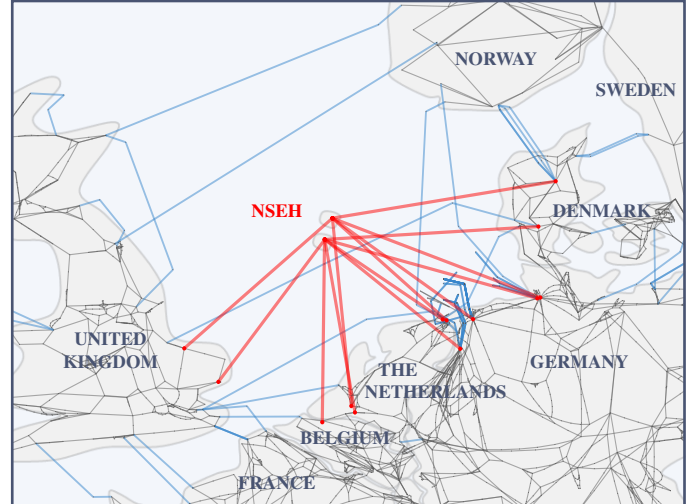 NORWAY
SWEDEN
NSEH
DENMARK
UNITED
KINGDOM
THE
NETHERLANDS
GERMANY
BELGIUM
FRANCE